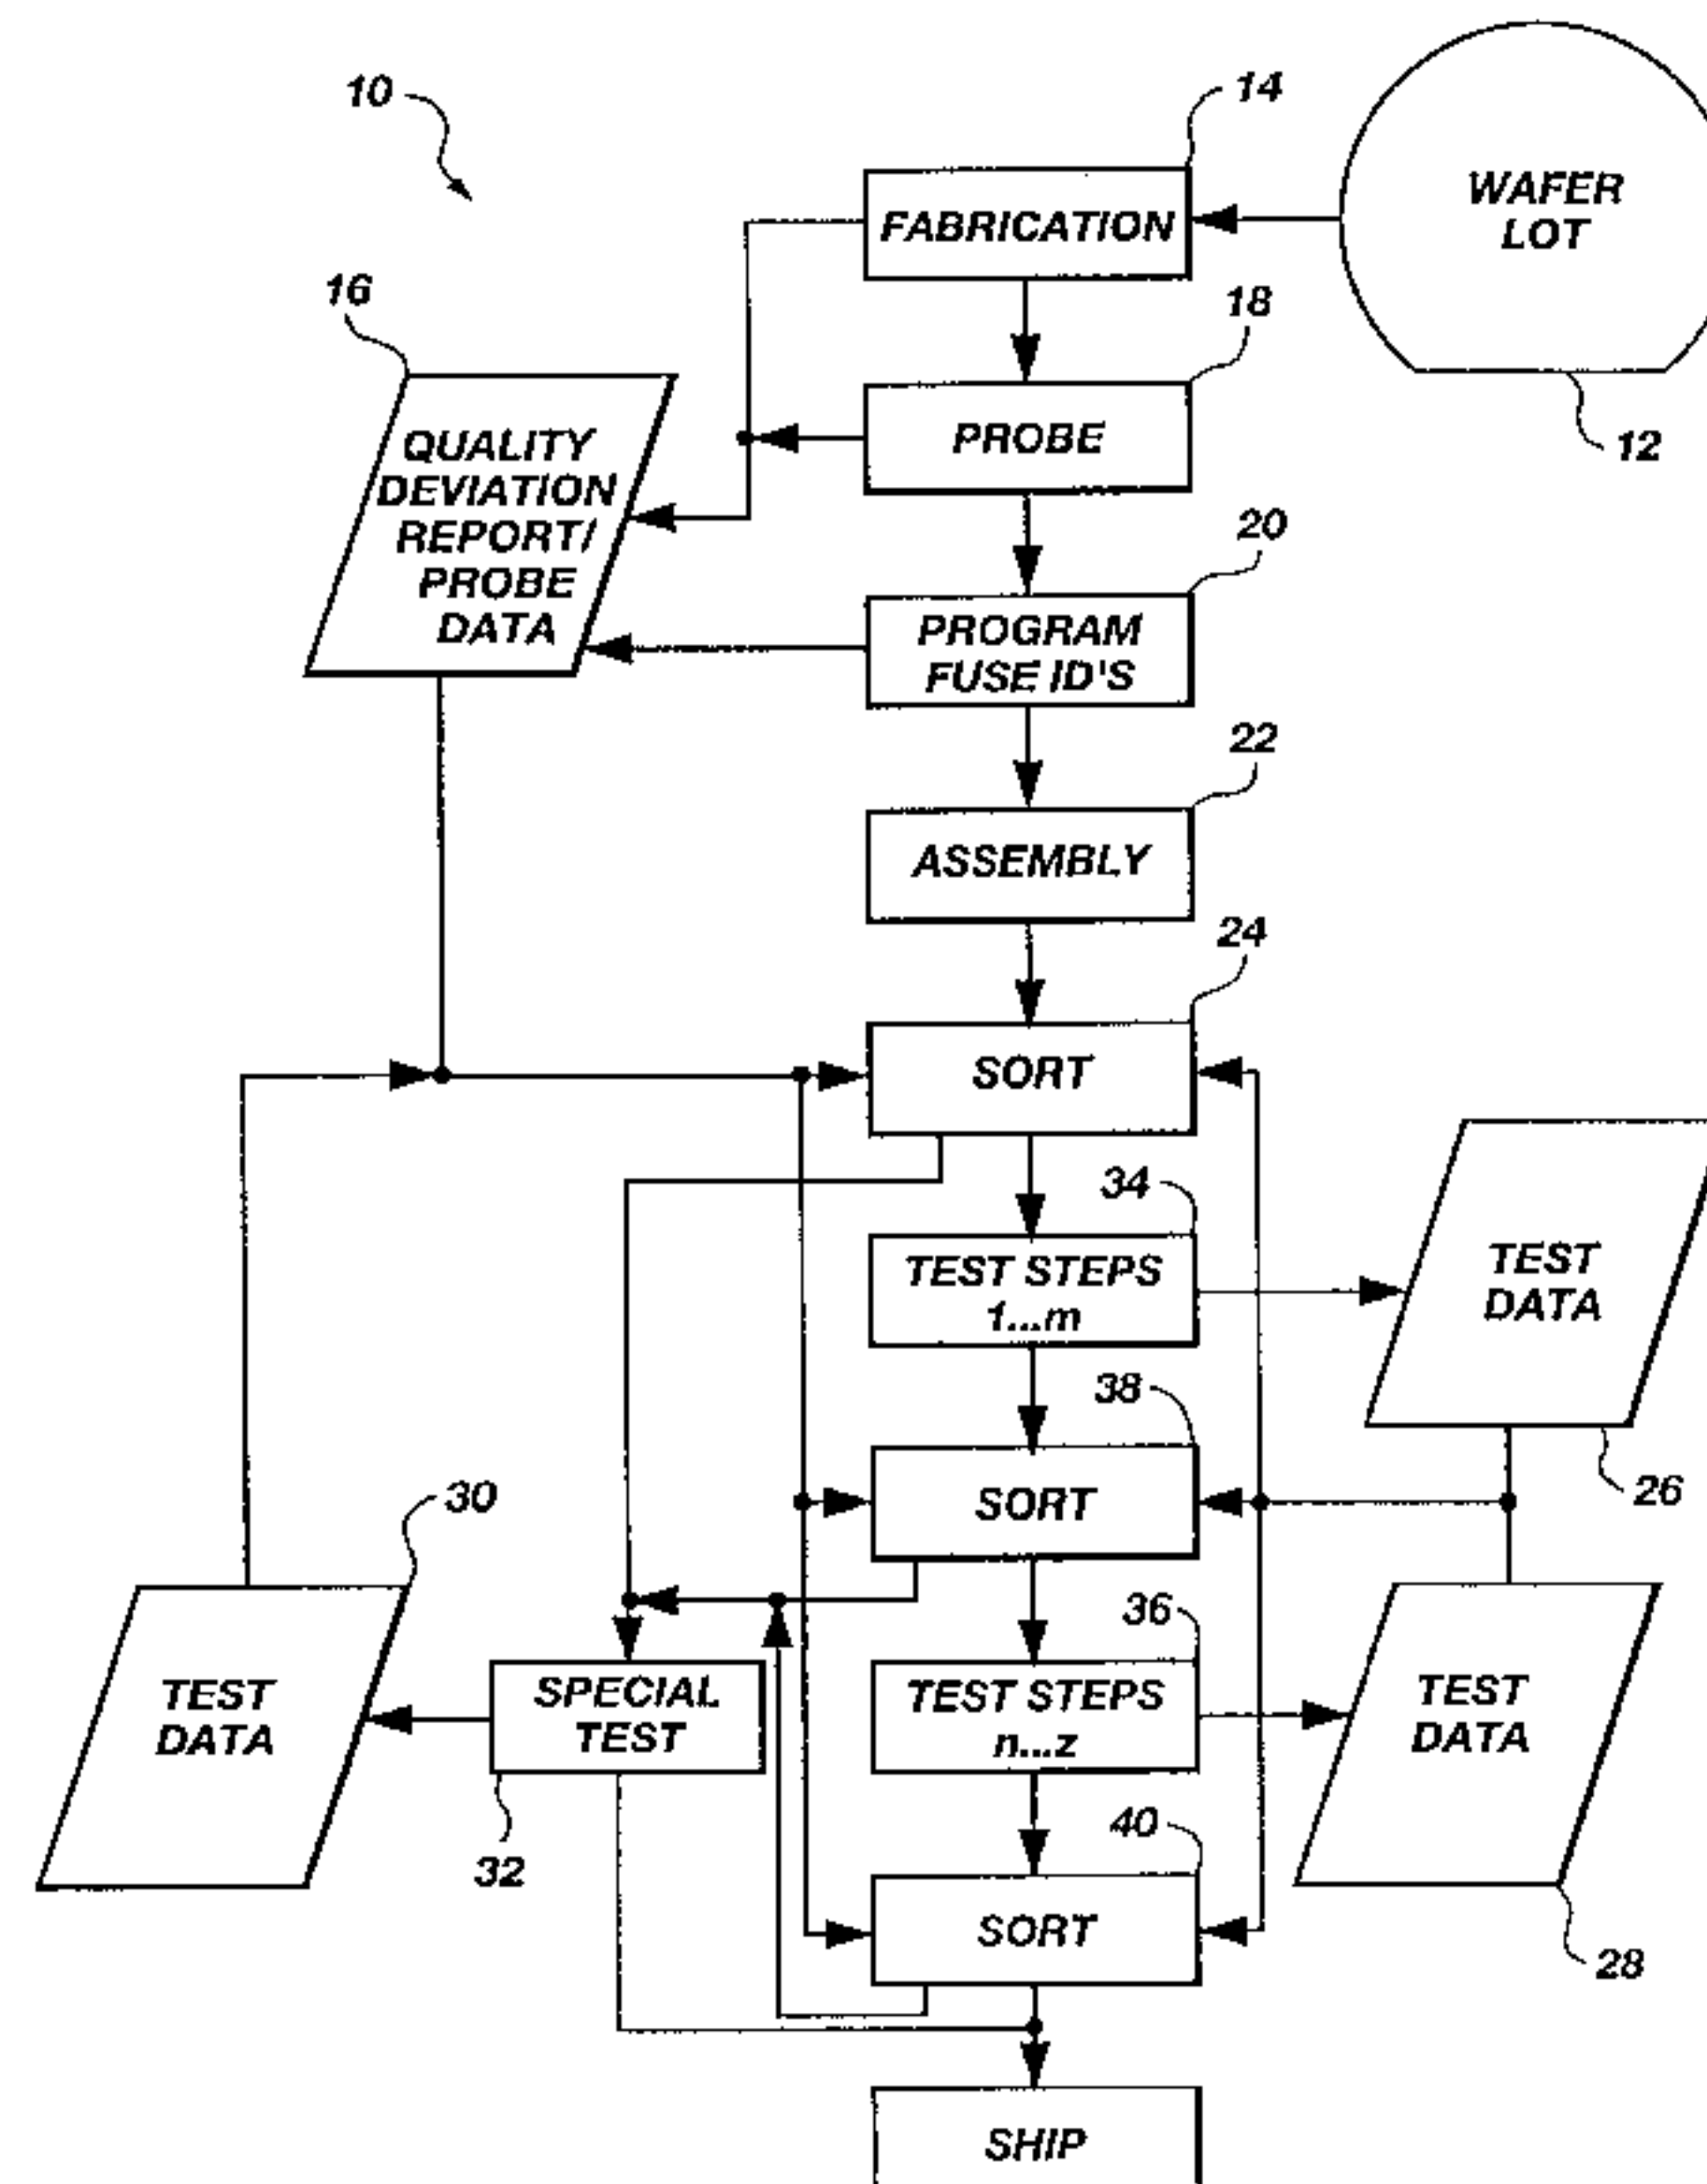 10
14
WAFER
LOT
FABRICATION
16
18
12
QUALITY
DEVIATION
REPORT/
PROBE
DATA
PROBE
20
PROGRAM
FUSE ID'S
22
ASSEMBLY
24
SORT
34
TEST STEPS
1...m
TEST
DATA
38
26
30
SORT
36
TEST
DATA
SPECIAL
TEST
TEST STEPS
n...z
TEST
DATA
32
40
SORT
28
SHIP